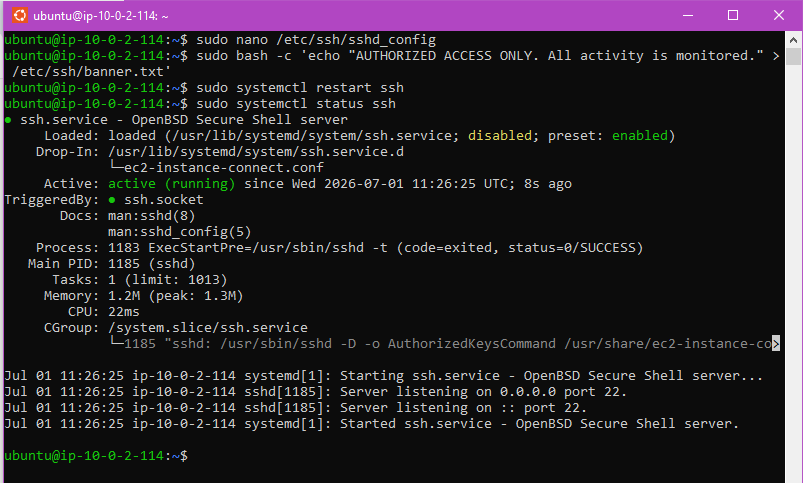 ubuntu@ip-10-0-2-114: ~
ubuntu@ip-10-0-2-114:~$ sudo nano /etc/ssh/sshd_config
ubuntu@ip-10-0-2-114:~$ sudo bash -c 'echo "AUTHORIZED ACCESS ONLY. All activity is monitored." >
 /etc/ssh/banner.txt'
ubuntu@ip-10-0-2-114:~$ sudo systemctl restart ssh
ubuntu@ip-10-0-2-114:~$ sudo systemctl status ssh
● ssh.service - OpenBSD Secure Shell server
     Loaded: loaded (/usr/lib/systemd/system/ssh.service; disabled; preset: enabled)
    Drop-In: /usr/lib/systemd/system/ssh.service.d
             └─ec2-instance-connect.conf
     Active: active (running) since Wed 2026-07-01 11:26:25 UTC; 8s ago
TriggeredBy: ● ssh.socket
       Docs: man:sshd(8)
             man:sshd_config(5)
    Process: 1183 ExecStartPre=/usr/sbin/sshd -t (code=exited, status=0/SUCCESS)
   Main PID: 1185 (sshd)
      Tasks: 1 (limit: 1013)
     Memory: 1.2M (peak: 1.3M)
        CPU: 22ms
     CGroup: /system.slice/ssh.service
             └─1185 "sshd: /usr/sbin/sshd -D -o AuthorizedKeysCommand /usr/share/ec2-instance-co>

Jul 01 11:26:25 ip-10-0-2-114 systemd[1]: Starting ssh.service - OpenBSD Secure Shell server...
Jul 01 11:26:25 ip-10-0-2-114 sshd[1185]: Server listening on 0.0.0.0 port 22.
Jul 01 11:26:25 ip-10-0-2-114 sshd[1185]: Server listening on :: port 22.
Jul 01 11:26:25 ip-10-0-2-114 systemd[1]: Started ssh.service - OpenBSD Secure Shell server.

ubuntu@ip-10-0-2-114:~$